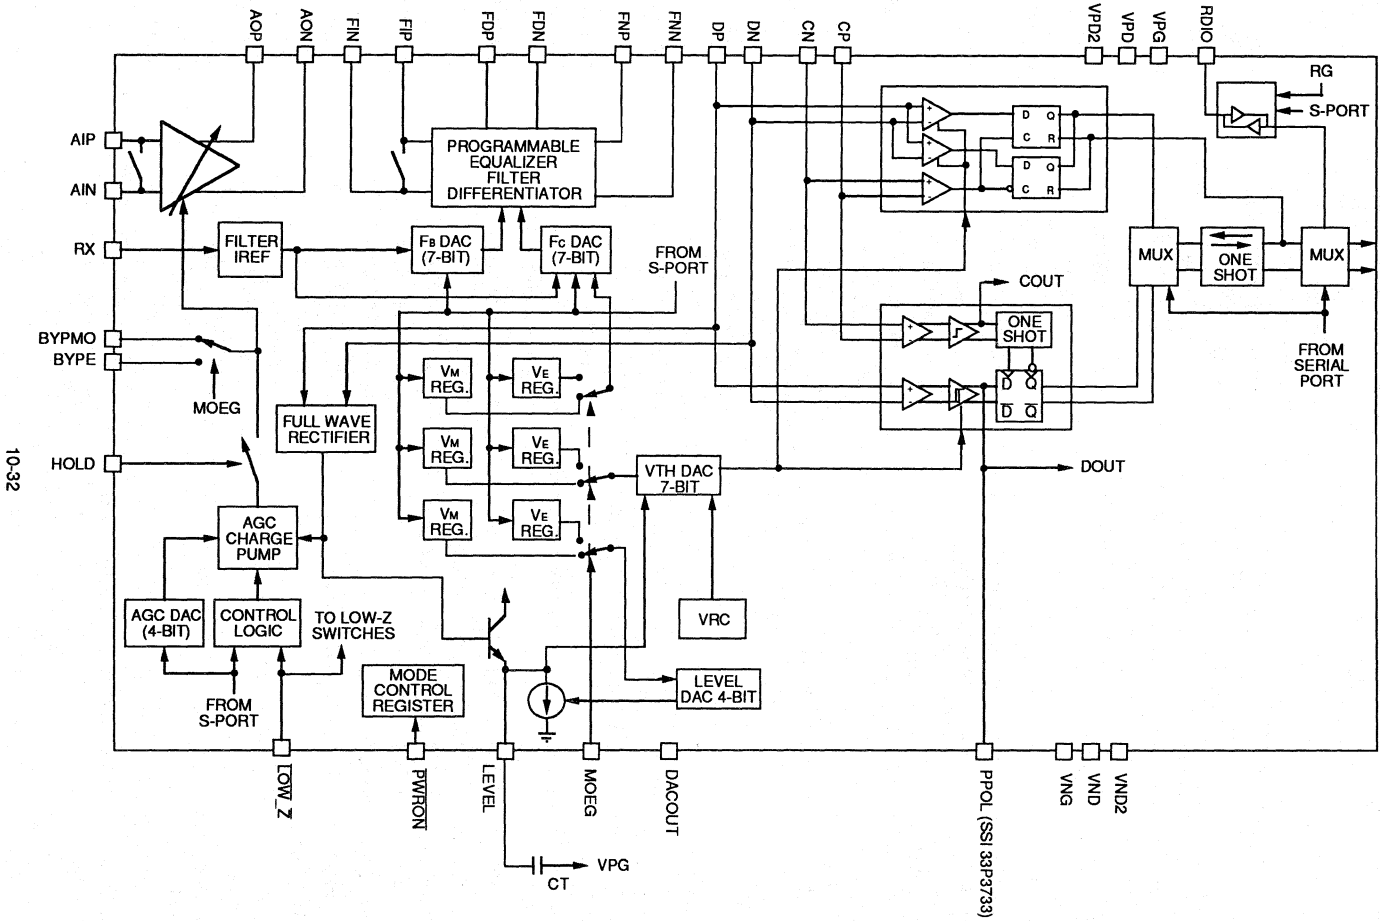 AOP
AON
FIN
FIP
FDP
FDN
FNP
FNN
DP
DN
CN
CP
VPD2
VPD
VPG
RDIO
RG
S-PORT
AIP
AIN
PROGRAMMABLE
EQUALIZER
FILTER
DIFFERENTIATOR
D Q
C R
D Q
C R
RX
FILTER
IREF
FB DAC
(7-BIT)
FC DAC
(7-BIT)
FROM
S-PORT
MUX
ONE
SHOT
MUX
COUT
ONE
SHOT
D Q
D Q
BYPMO
BYPE
MOEG
VM
REG.
VE
REG.
FULL WAVE
RECTIFIER
VM
REG.
VE
REG.
VM
REG.
VE
REG.
FROM
SERIAL
PORT
HOLD
VTH DAC
7-BIT
DOUT
AGC
CHARGE
PUMP
AGC DAC
(4-BIT)
CONTROL
LOGIC
TO LOW-Z
SWITCHES
VRC
MODE
CONTROL
REGISTER
LEVEL
DAC 4-BIT
FROM
S-PORT
LOW_Z
PWRON
LEVEL
MOEG
DACOUT
PPOL (SSI 33P3733)
VNG
VND
VND2
CT
VPG
10-32